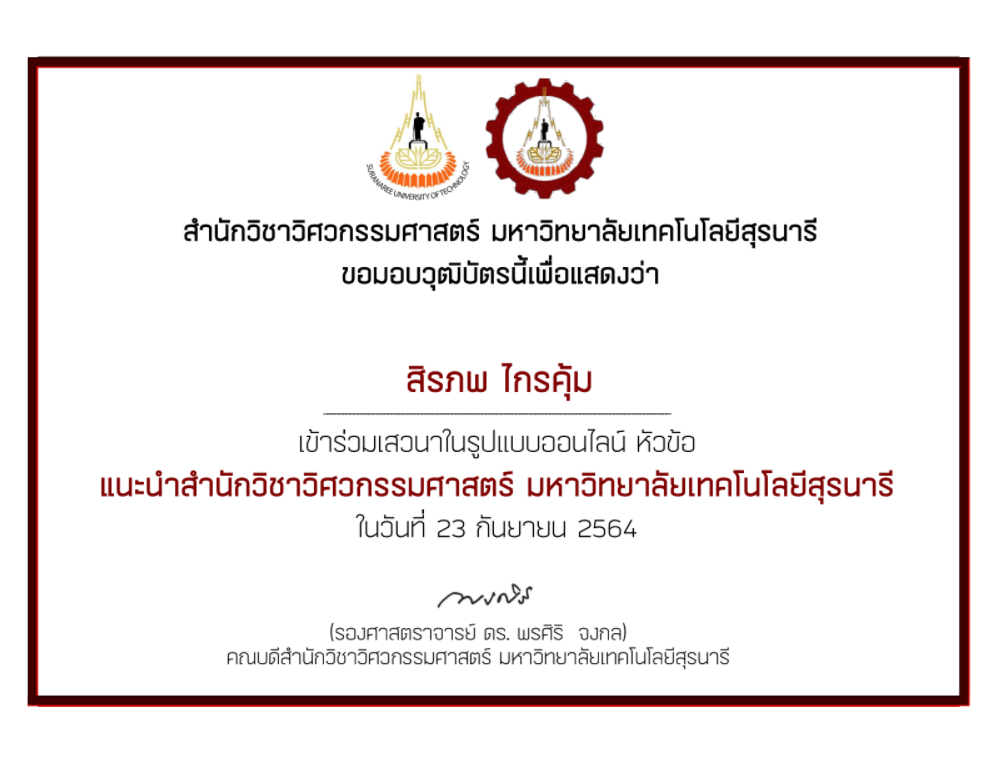 SURANAREE UNIVERSITY OF TECHNOLOGY
สำนักวิชาวิศวกรรมศาสตร์ มหาวิทยาลัยเทคโนโลยีสุรนารี
ขอมอบวุฒิบัตรนี้เพื่อแสดงว่า
สิรภพ ไกรคุ้ม
เข้าร่วมเสวนาในรูปแบบออนไลน์ หัวข้อ
แนะนำสำนักวิชาวิศวกรรมศาสตร์ มหาวิทยาลัยเทคโนโลยีสุรนารี
ในวันที่ 23 กันยายน 2564
(รองศาสตราจารย์ ดร. พรศิริ จงกล)
คณบดีสำนักวิชาวิศวกรรมศาสตร์ มหาวิทยาลัยเทคโนโลยีสุรนารี